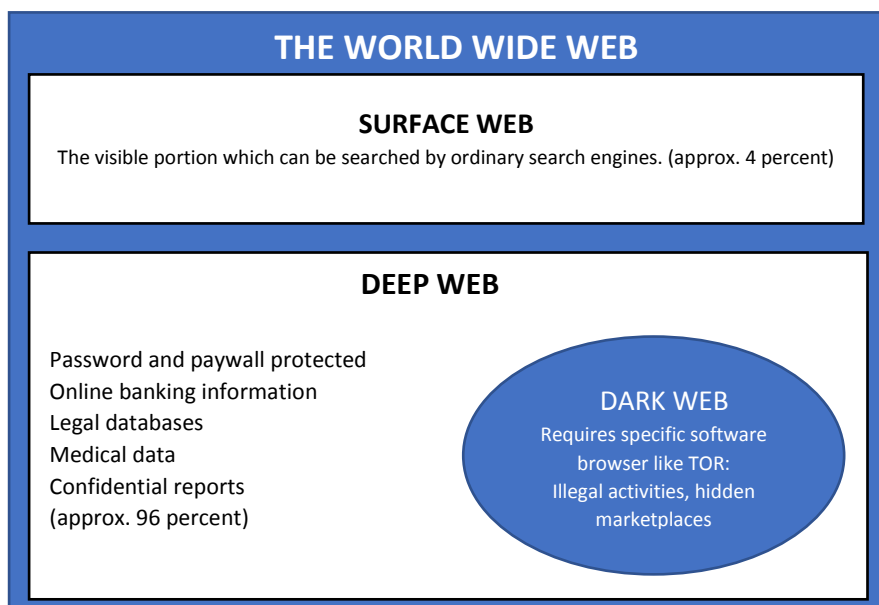 THE WORLD WIDE WEB
SURFACE WEB
The visible portion which can be searched by ordinary search engines. (approx. 4 percent)
DEEP WEB
Password and paywall protected
Online banking information
Legal databases
Medical data
Confidential reports
(approx. 96 percent)
DARK WEB
Requires specific software
browser like TOR:
Illegal activities, hidden
marketplaces